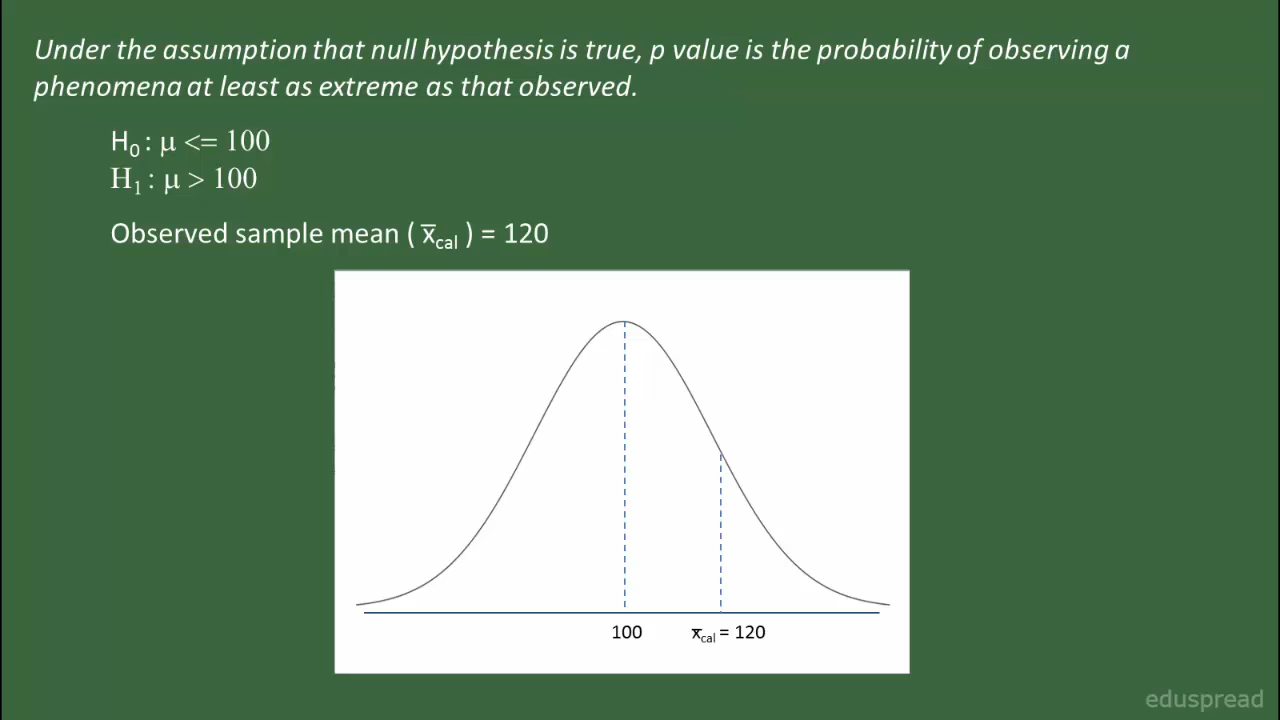 Under the assumption that null hypothesis is true, p value is the probability of observing a
phenomena at least as extreme as that observed.
H₀ : μ <= 100
H₁ : μ > 100
Observed sample mean ( x̅cal ) = 120
100
x̅cal = 120
eduspread